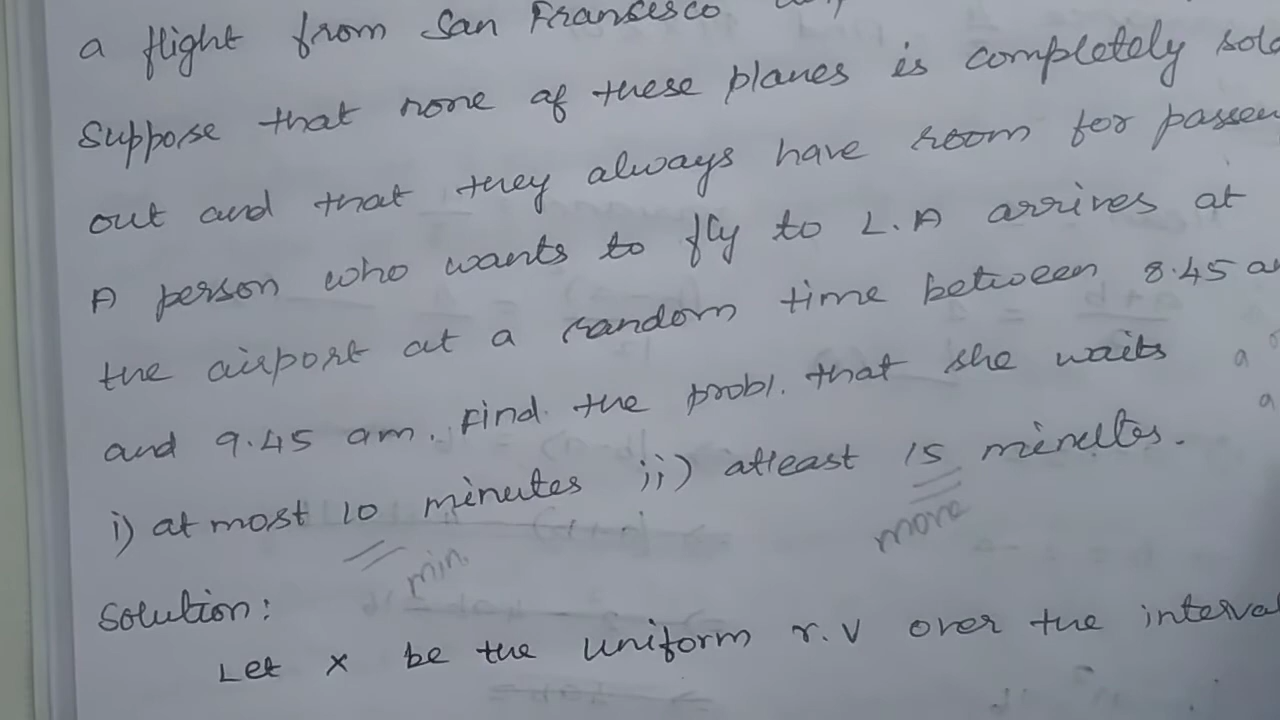 a flight from San Fransesco
Suppose that none of these planes is completely sold
out and that they always have room for passen
A person who wants to fly to L.A arrives at
the airport at a random time between 8.45 am
and 9.45 am. Find the probl. that she waits
i) at most 10 minutes ii) atleast 15 minutes.
min more
Solution:
Let x be the uniform r.v over the interval